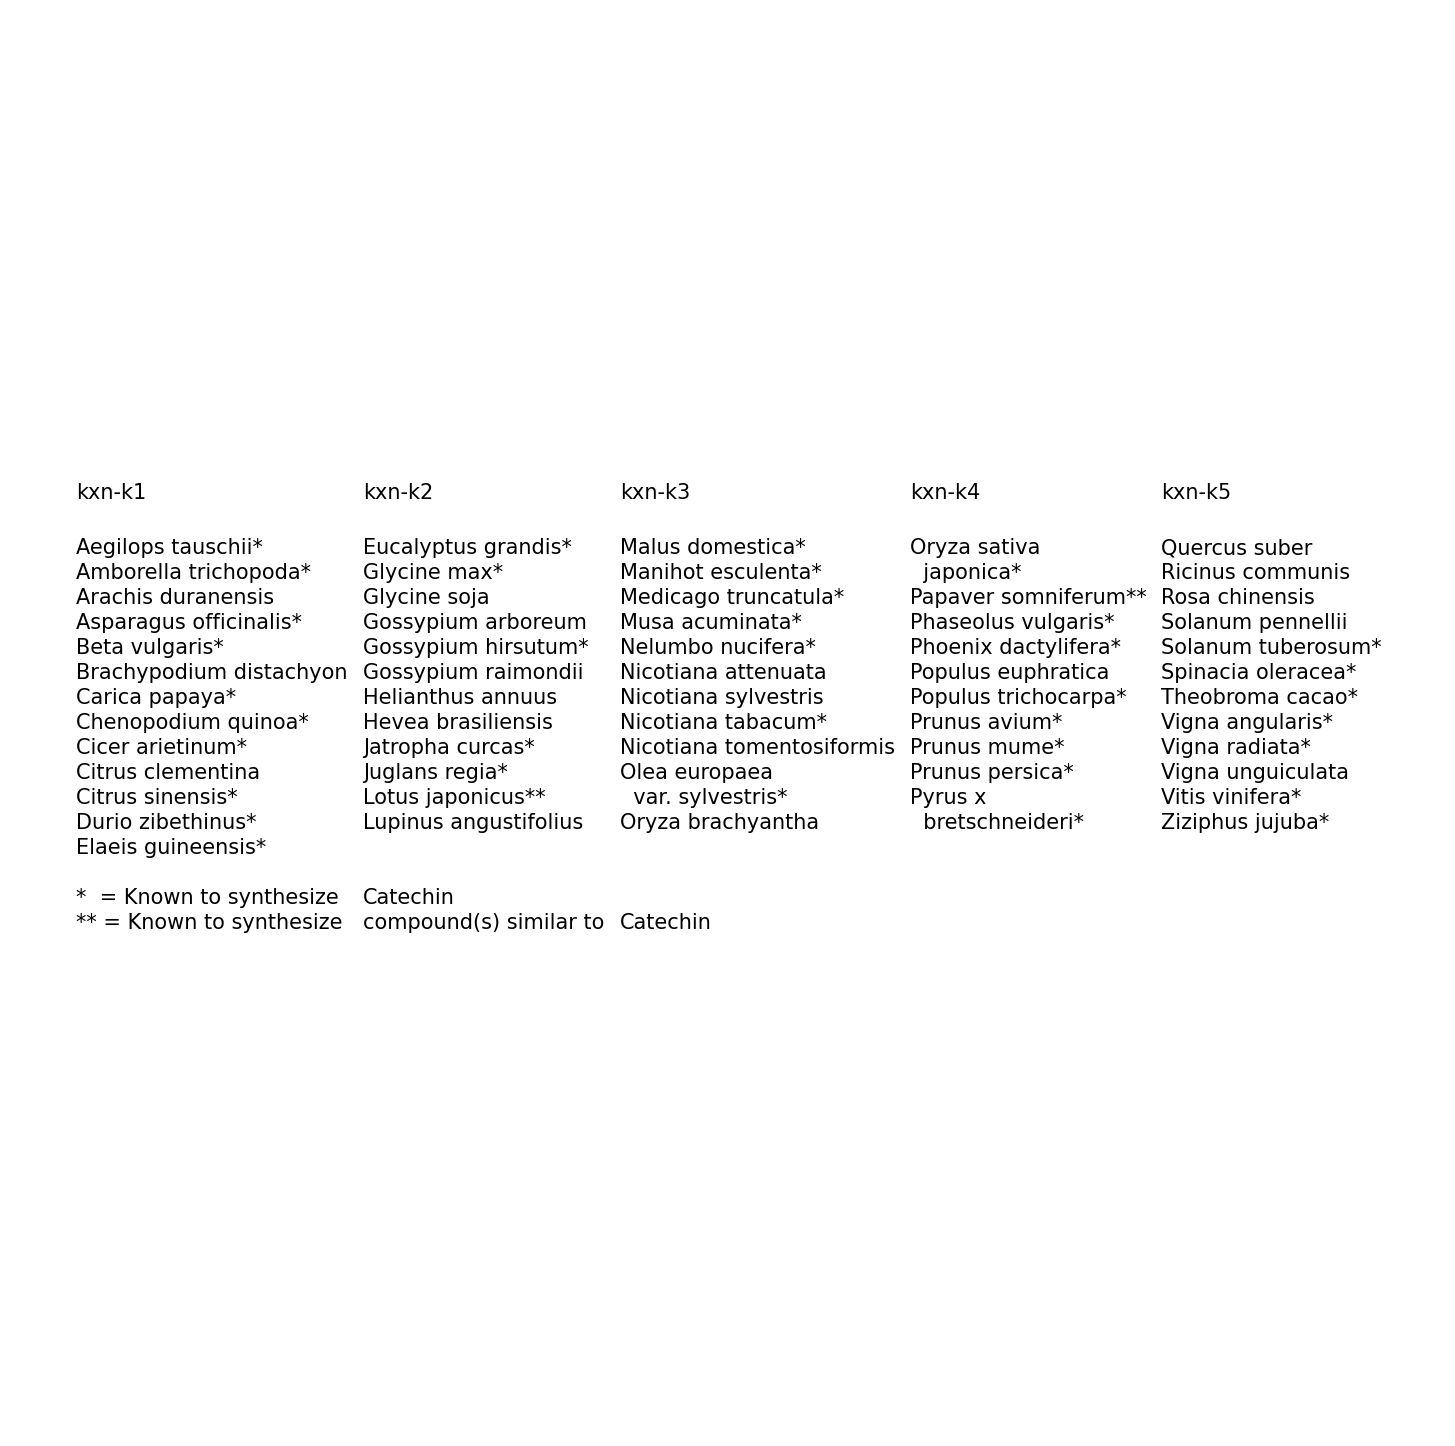 kxn-k1
Aegilops tauschii*
Amborella trichopoda*
Arachis duranensis
Asparagus officinalis*
Beta vulgaris*
Brachypodium distachyon
Carica papaya*
Chenopodium quinoa*
Cicer arietinum*
Citrus clementina
Citrus sinensis*
Durio zibethinus*
Elaeis guineensis*
kxn-k2
Eucalyptus grandis*
Glycine max*
Glycine soja
Gossypium arboreum
Gossypium hirsutum*
Gossypium raimondii
Helianthus annuus
Hevea brasiliensis
Jatropha curcas*
Juglans regia*
Lotus japonicus**
Lupinus angustifolius
kxn-k3
Malus domestica*
Manihot esculenta*
Medicago truncatula*
Musa acuminata*
Nelumbo nucifera*
Nicotiana attenuata
Nicotiana sylvestris
Nicotiana tabacum*
Nicotiana tomentosiformis
Olea europaea
var. sylvestris*
Oryza brachyantha
kxn-k4
Oryza sativa
japonica*
Papaver somniferum**
Phaseolus vulgaris*
Phoenix dactylifera*
Populus euphratica
Populus trichocarpa*
Prunus avium*
Prunus mume*
Prunus persica*
Pyrus x
bretschneideri*
kxn-k5
Quercus suber
Ricinus communis
Rosa chinensis
Solanum pennellii
Solanum tuberosum*
Spinacia oleracea*
Theobroma cacao*
Vigna angularis*
Vigna radiata*
Vigna unguiculata
Vitis vinifera*
Ziziphus jujuba*
* = Known to synthesize Catechin
** = Known to synthesize compound(s) similar to Catechin